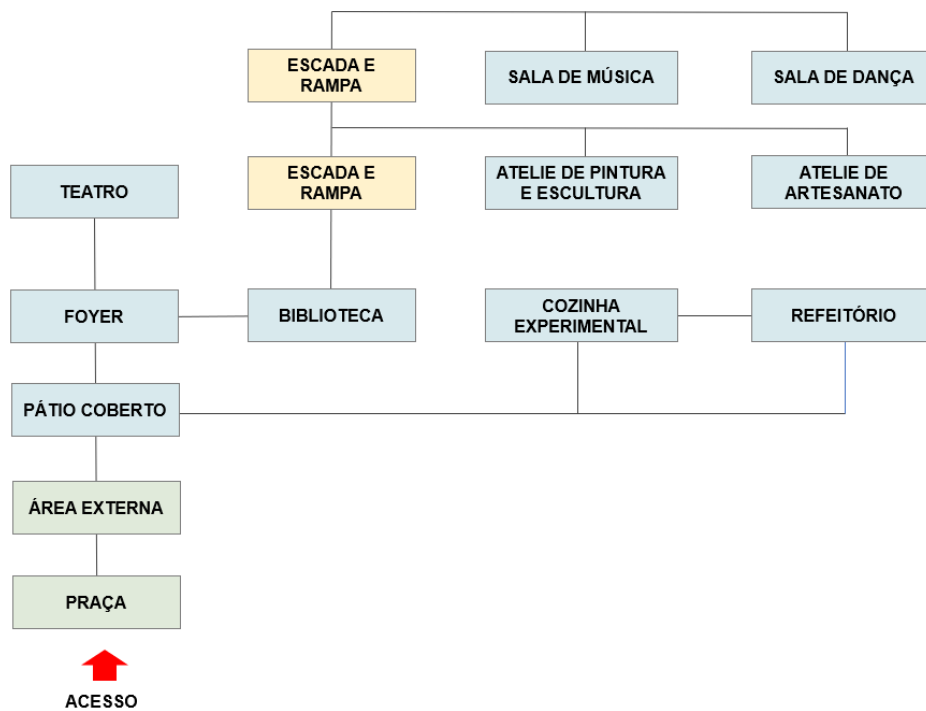 ESCADA E
RAMPA
SALA DE MÚSICA
SALA DE DANÇA
ESCADA E
RAMPA
ATELIE DE PINTURA
E ESCULTURA
ATELIE DE
ARTESANATO
TEATRO
FOYER
BIBLIOTECA
COZINHA
EXPERIMENTAL
REFEITÓRIO
PÁTIO COBERTO
ÁREA EXTERNA
PRAÇA
ACESSO